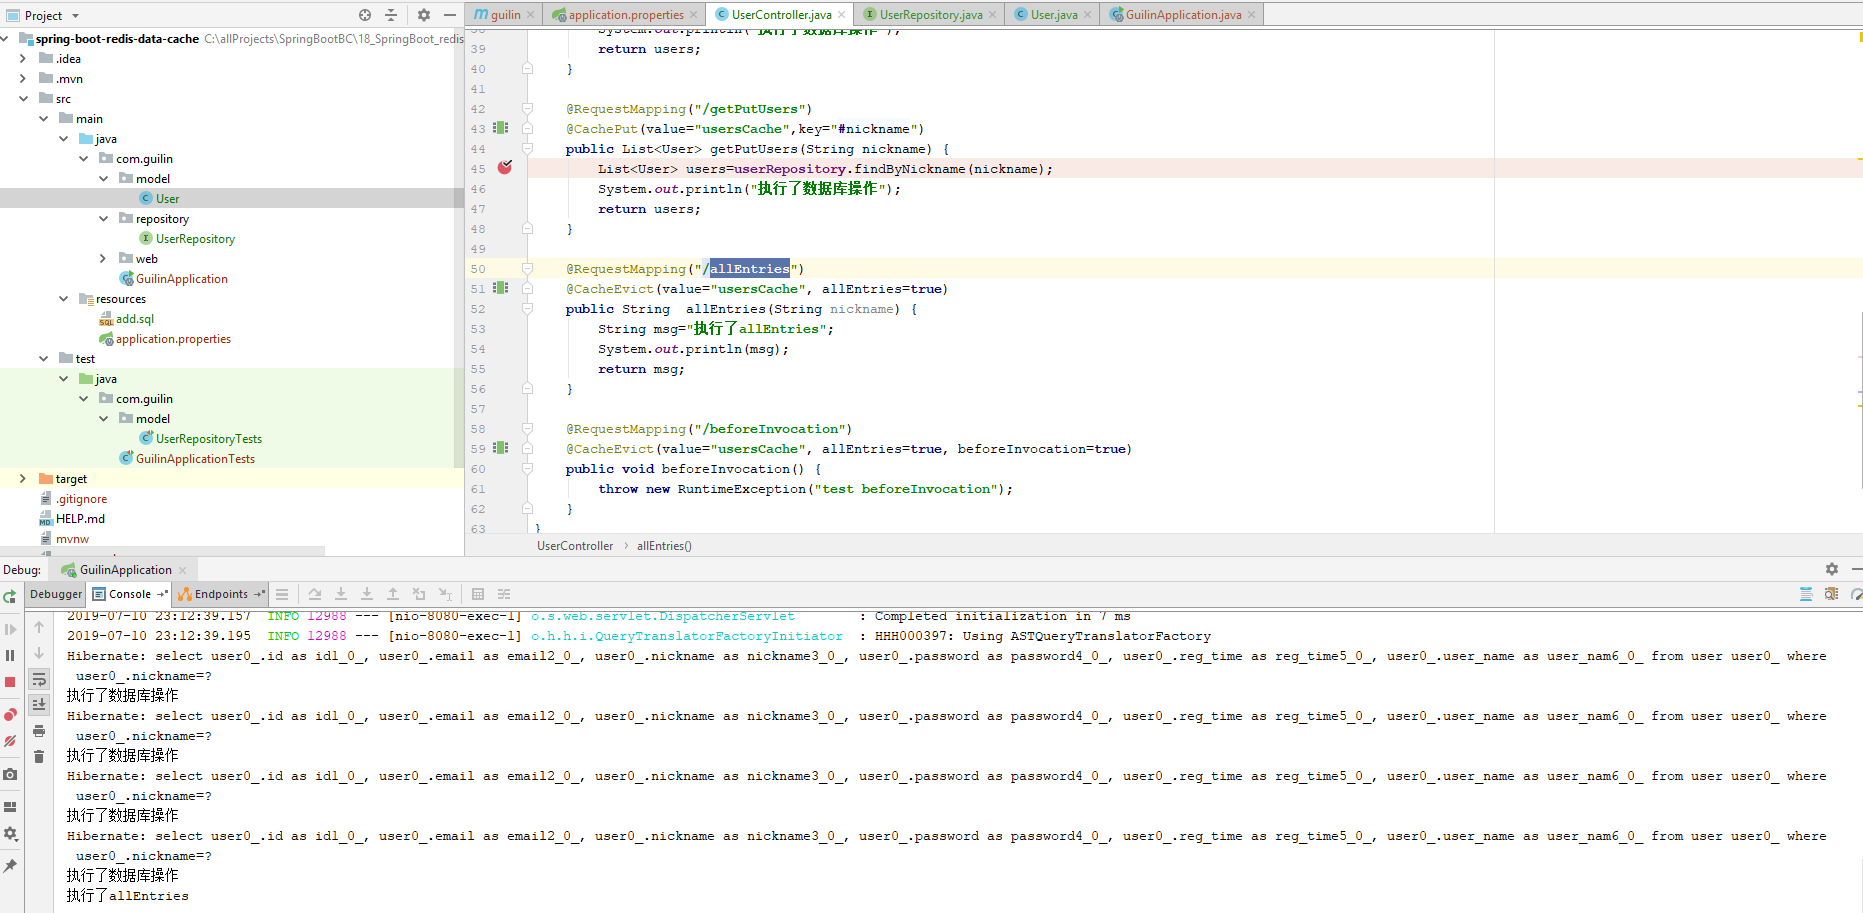 Project
spring-boot-redis-data-cache C:\allProjects\SpringBootBC\18_SpringBoot_redis
.idea
.mvn
src
main
java
com.guilin
model
User
repository
UserRepository
web
GuilinApplication
resources
add.sql
application.properties
test
java
com.guilin
model
UserRepositoryTests
GuilinApplicationTests
target
.gitignore
HELP.md
mvnw
guilin
application.properties
UserController.java
UserRepository.java
User.java
GuilinApplication.java
38 System.out.println("执行了数据库操作");
39 return users;
40 }
41
42 @RequestMapping("/getPutUsers")
43 @CachePut(value="usersCache",key="#nickname")
44 public List<User> getPutUsers(String nickname) {
45 List<User> users=userRepository.findByNickname(nickname);
46 System.out.println("执行了数据库操作");
47 return users;
48 }
49
50 @RequestMapping("/allEntries")
51 @CacheEvict(value="usersCache", allEntries=true)
52 public String  allEntries(String nickname) {
53 String msg="执行了allEntries";
54 System.out.println(msg);
55 return msg;
56 }
57
58 @RequestMapping("/beforeInvocation")
59 @CacheEvict(value="usersCache", allEntries=true, beforeInvocation=true)
60 public void beforeInvocation() {
61 throw new RuntimeException("test beforeInvocation");
62 }
63 }
UserController > allEntries()
Debug: GuilinApplication
Debugger Console Endpoints
2019-07-10 23:12:39.157  INFO 12988 --- [nio-8080-exec-1] o.s.web.servlet.DispatcherServlet        : Completed initialization in 7 ms
2019-07-10 23:12:39.195  INFO 12988 --- [nio-8080-exec-1] o.h.h.i.QueryTranslatorFactoryInitiator  : HHH000397: Using ASTQueryTranslatorFactory
Hibernate: select user0_.id as id1_0_, user0_.email as email2_0_, user0_.nickname as nickname3_0_, user0_.password as password4_0_, user0_.reg_time as reg_time5_0_, user0_.user_name as user_nam6_0_ from user user0_ where
user0_.nickname=?
执行了数据库操作
Hibernate: select user0_.id as id1_0_, user0_.email as email2_0_, user0_.nickname as nickname3_0_, user0_.password as password4_0_, user0_.reg_time as reg_time5_0_, user0_.user_name as user_nam6_0_ from user user0_ where
user0_.nickname=?
执行了数据库操作
Hibernate: select user0_.id as id1_0_, user0_.email as email2_0_, user0_.nickname as nickname3_0_, user0_.password as password4_0_, user0_.reg_time as reg_time5_0_, user0_.user_name as user_nam6_0_ from user user0_ where
user0_.nickname=?
执行了数据库操作
Hibernate: select user0_.id as id1_0_, user0_.email as email2_0_, user0_.nickname as nickname3_0_, user0_.password as password4_0_, user0_.reg_time as reg_time5_0_, user0_.user_name as user_nam6_0_ from user user0_ where
user0_.nickname=?
执行了数据库操作
执行了allEntries